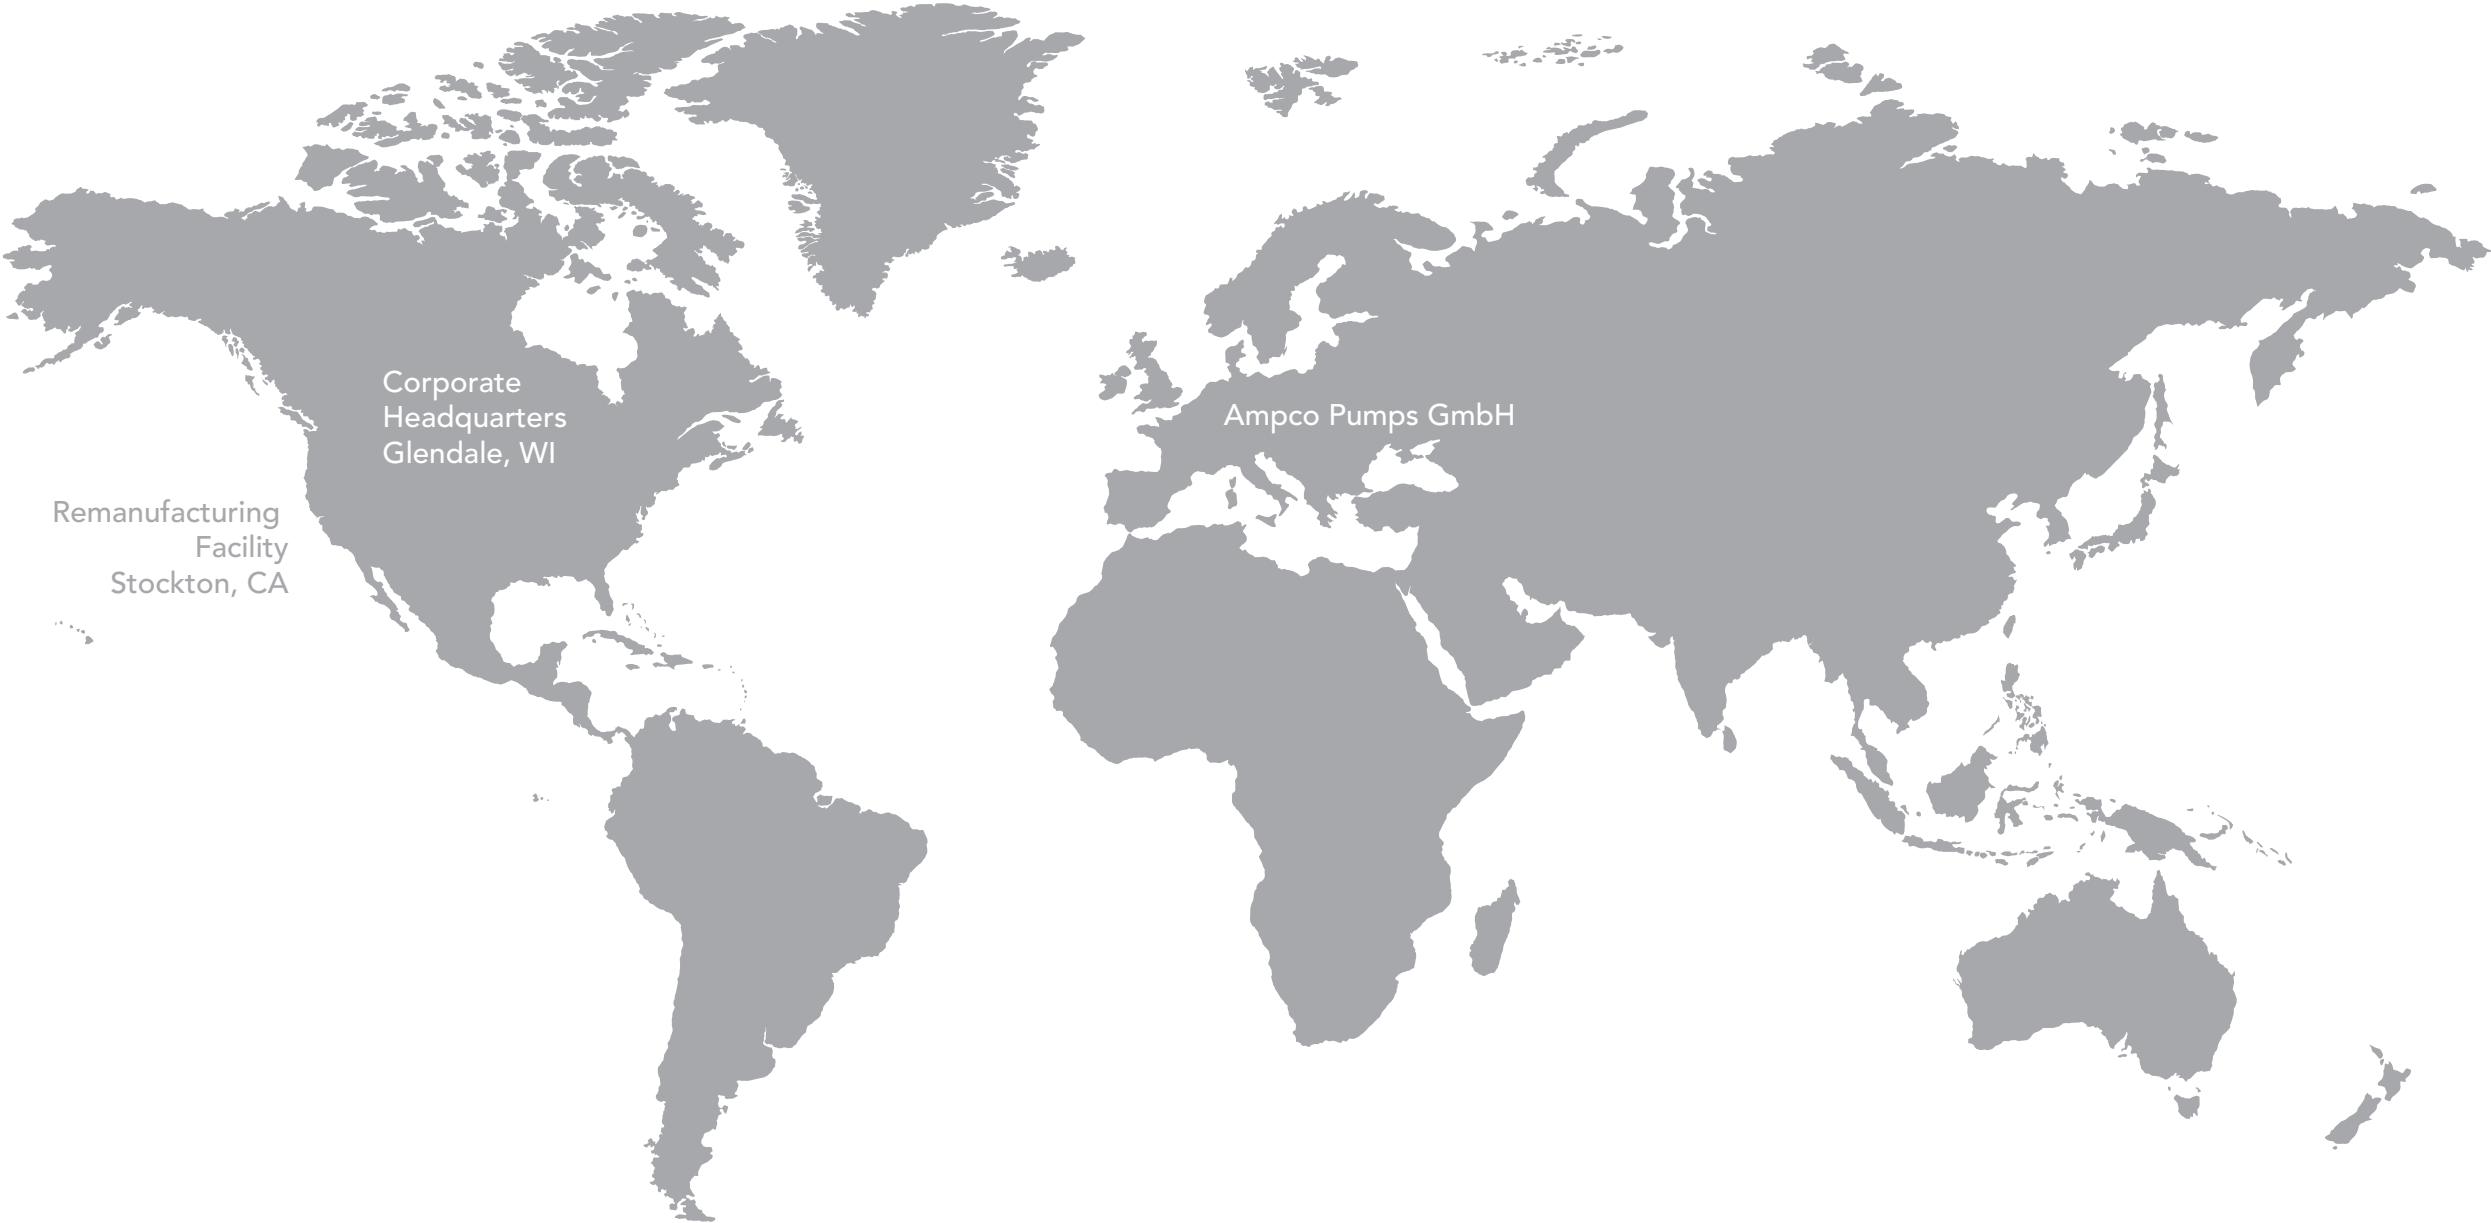 Corporate
Headquarters
Glendale, WI
Ampco Pumps GmbH
Remanufacturing
Facility
Stockton, CA